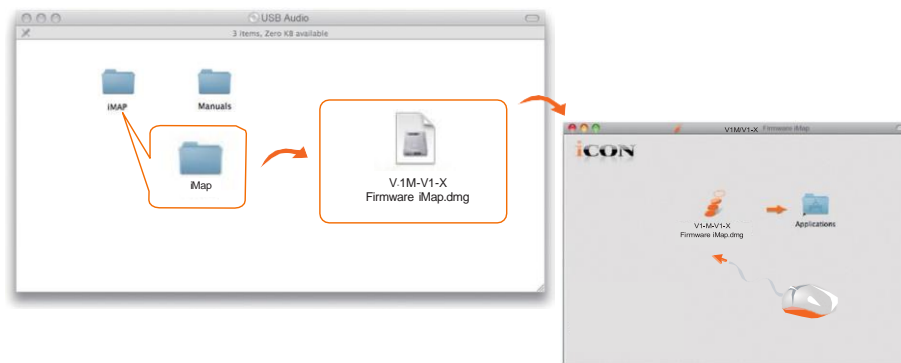 USB Audio
3 items, Zero KB available
iMAP
Manuals
iMap
V.1M-V1-X
Firmware iMap.dmg
V1M/V1-X Firmware iMap
iCON
V1-M-V1-X
Firmware iMap.dmg
Applications